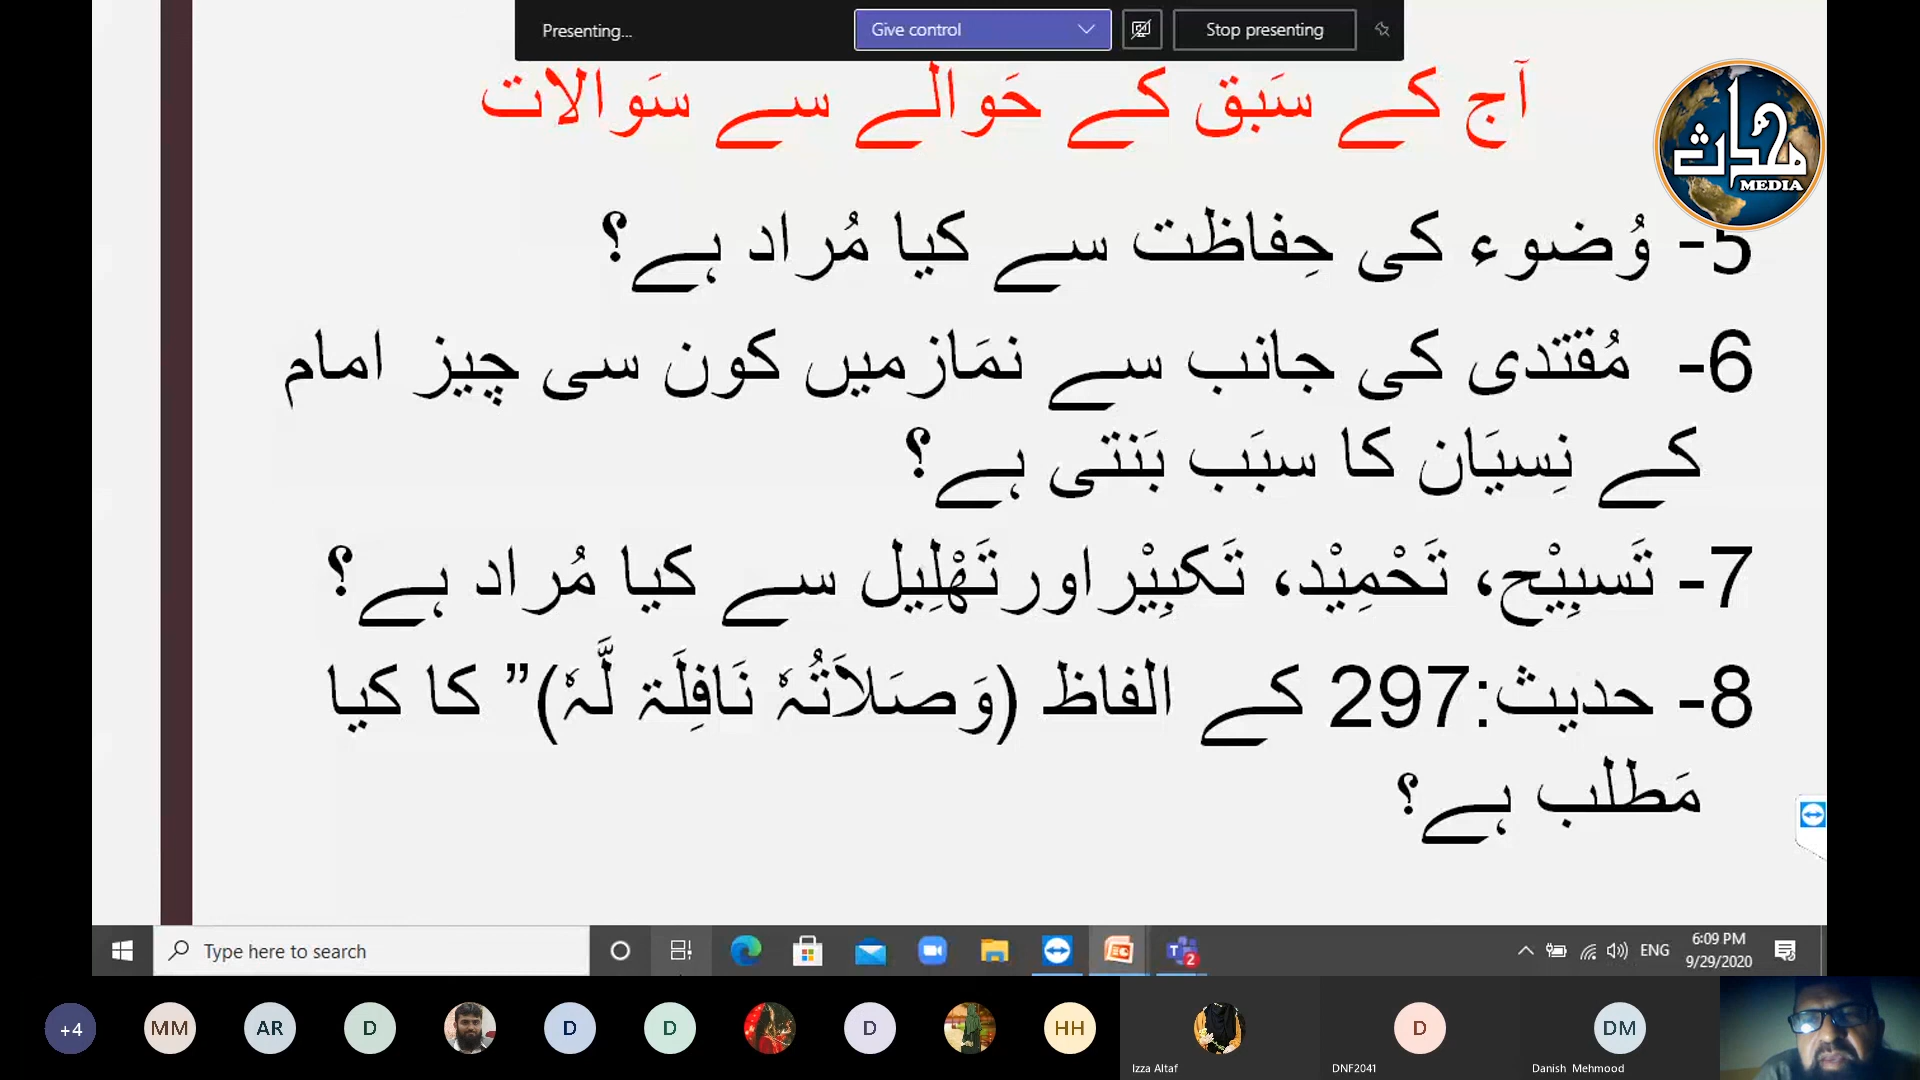 Presenting...
Give control
Stop presenting
آج کے سَبق کے حَوالے سے سَوالات
محدث
MEDIA
5- وُضوء کی حِفاظت سے کیا مُراد ہے؟
6- مُقتدی کی جانب سے نمَازمیں کون سی چیز امام
کے نِسیَان کا سبَب بَنتی ہے؟
7- تَسبِیْح، تَحْمِیْد، تَکبِیْراورتَھْلِیل سے کیا مُراد ہے؟
8- حدیث:297 کے الفاظ (وَصَلاَتُہٗ نَافِلَۃ لَّہٗ)” کا کیا
مَطلب ہے؟
Type here to search
ENG
6:09 PM
9/29/2020
T
2
+4
MM
AR
D
D
D
D
HH
D
DM
Izza Altaf
DNF2041
Danish Mehmood